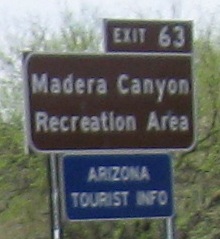 EXIT 63
Madera Canyon
Recreation Area
ARIZONA
TOURIST INFO